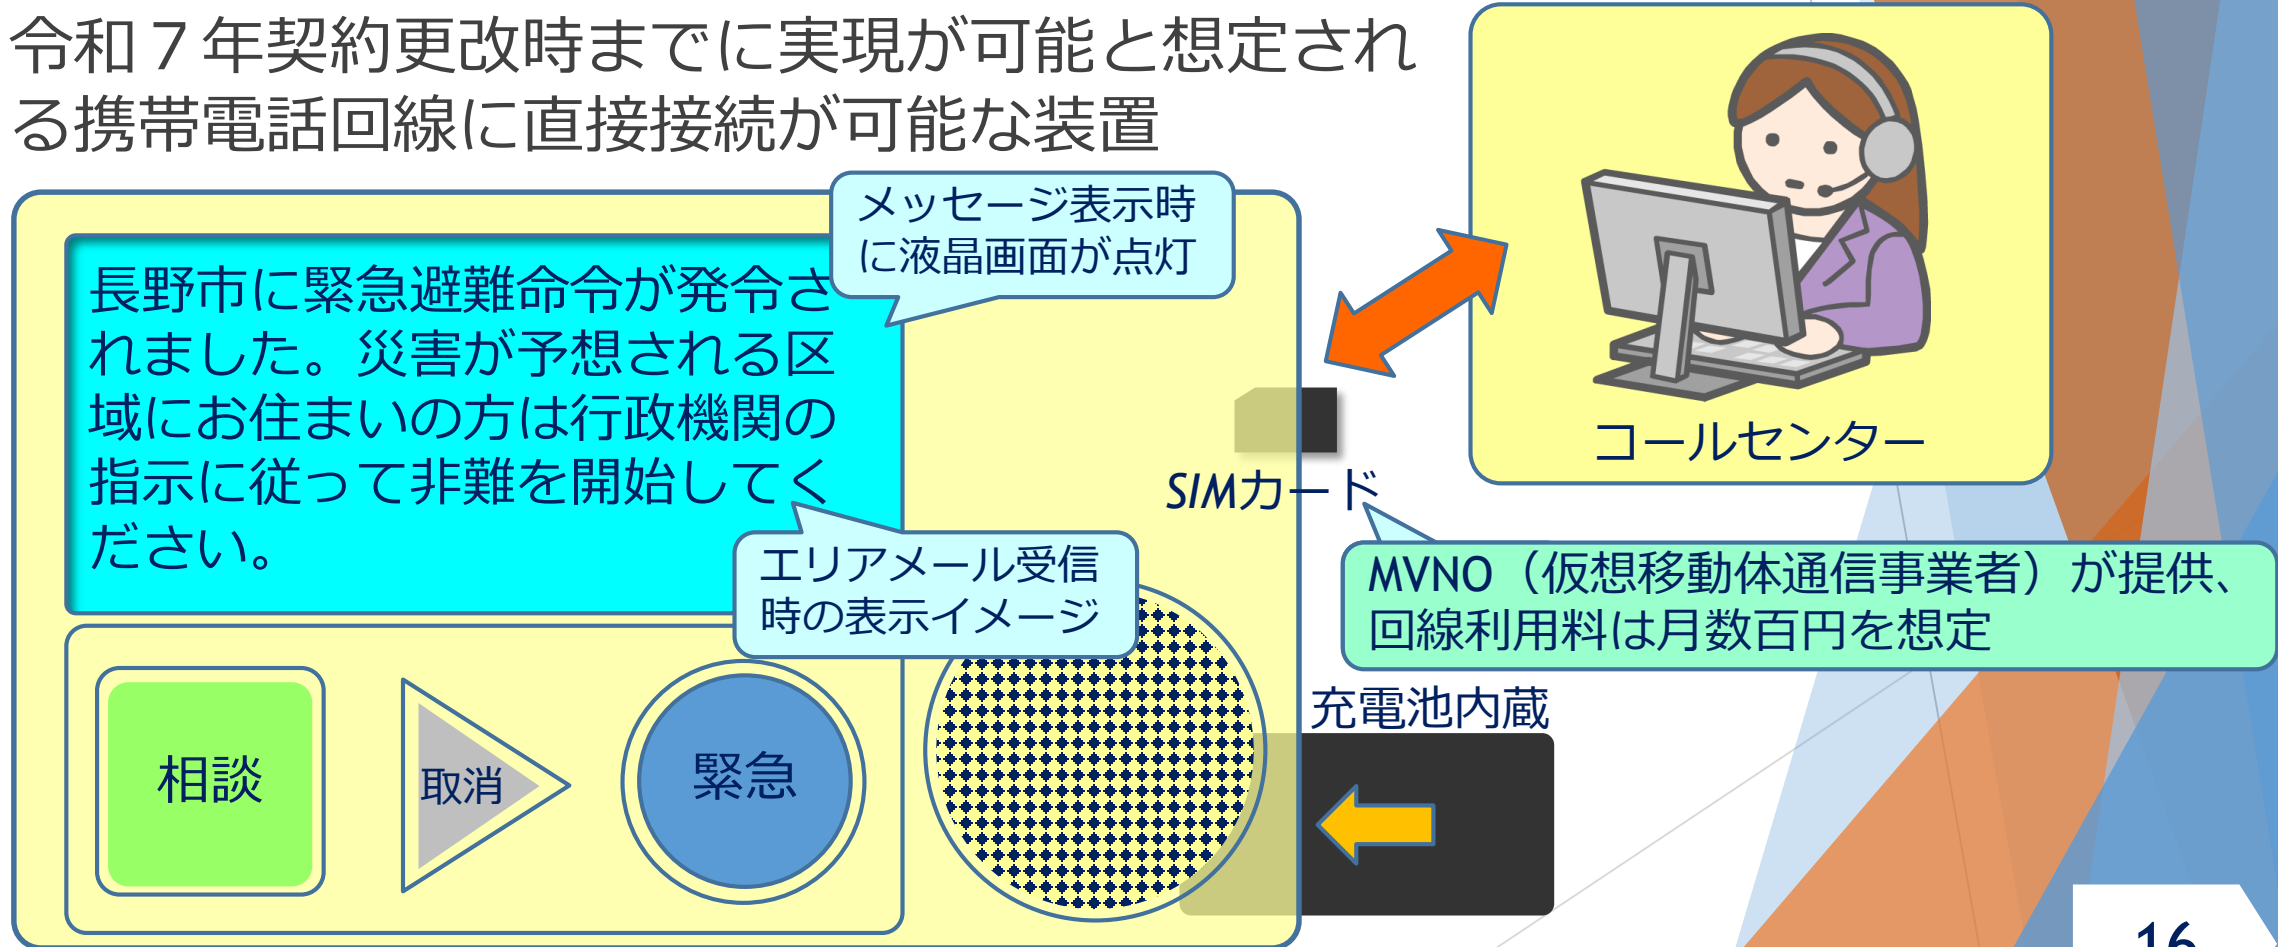 令和７年契約更改時までに実現が可能と想定され
る携帯電話回線に直接接続が可能な装置
メッセージ表示時
に液晶画面が点灯
長野市に緊急避難命令が発令さ
れました。災害が予想される区
域にお住まいの方は行政機関の
指示に従って非難を開始してく
ださい。
エリアメール受信
時の表示イメージ
コールセンター
SIMカード
MVNO（仮想移動体通信事業者）が提供、
回線利用料は月数百円を想定
充電池内蔵
相談
取消
緊急
16